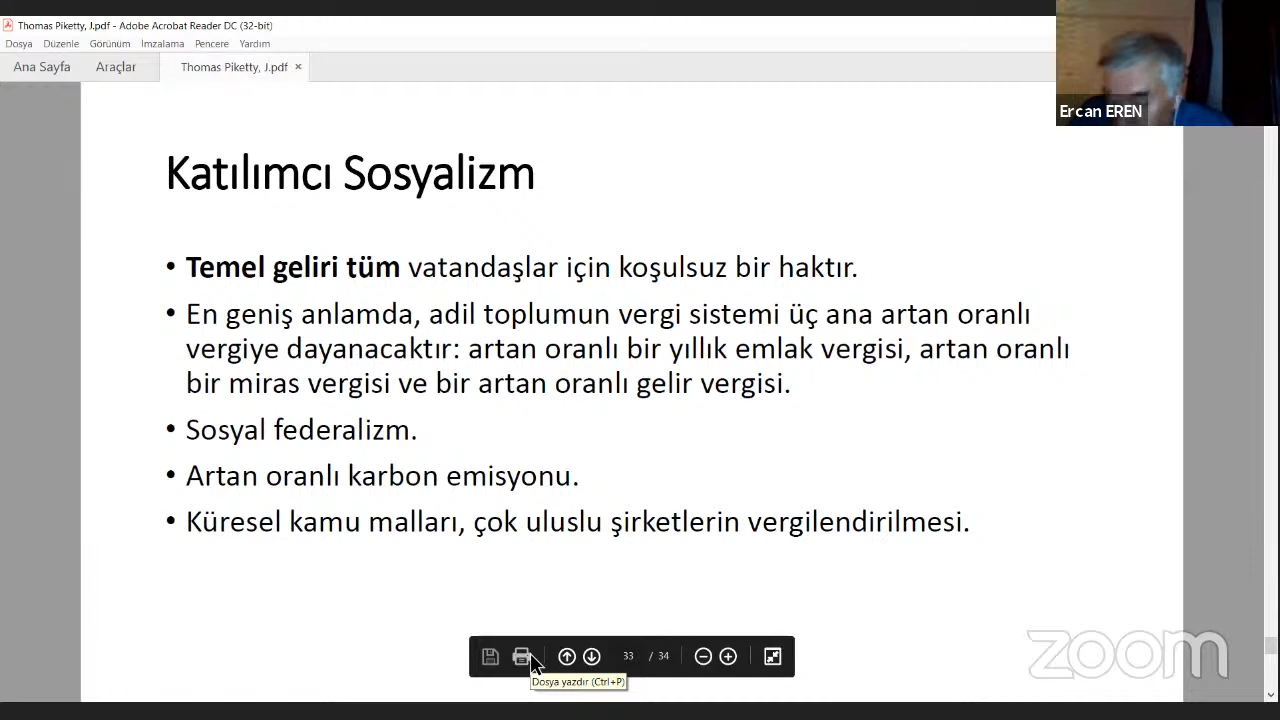 Thomas Piketty, J.pdf - Adobe Acrobat Reader DC (32-bit)
Dosya Düzenle Görünüm İmzalama Pencere Yardım
Ana Sayfa Araçlar Thomas Piketty, J.pdf ×
Ercan EREN
Katılımcı Sosyalizm
• Temel geliri tüm vatandaşlar için koşulsuz bir haktır.
• En geniş anlamda, adil toplumun vergi sistemi üç ana artan oranlı
vergiye dayanacaktır: artan oranlı bir yıllık emlak vergisi, artan oranlı
bir miras vergisi ve bir artan oranlı gelir vergisi.
• Sosyal federalizm.
• Artan oranlı karbon emisyonu.
• Küresel kamu malları, çok uluslu şirketlerin vergilendirilmesi.
33 / 34
Dosya yazdır (Ctrl+P)
zoom